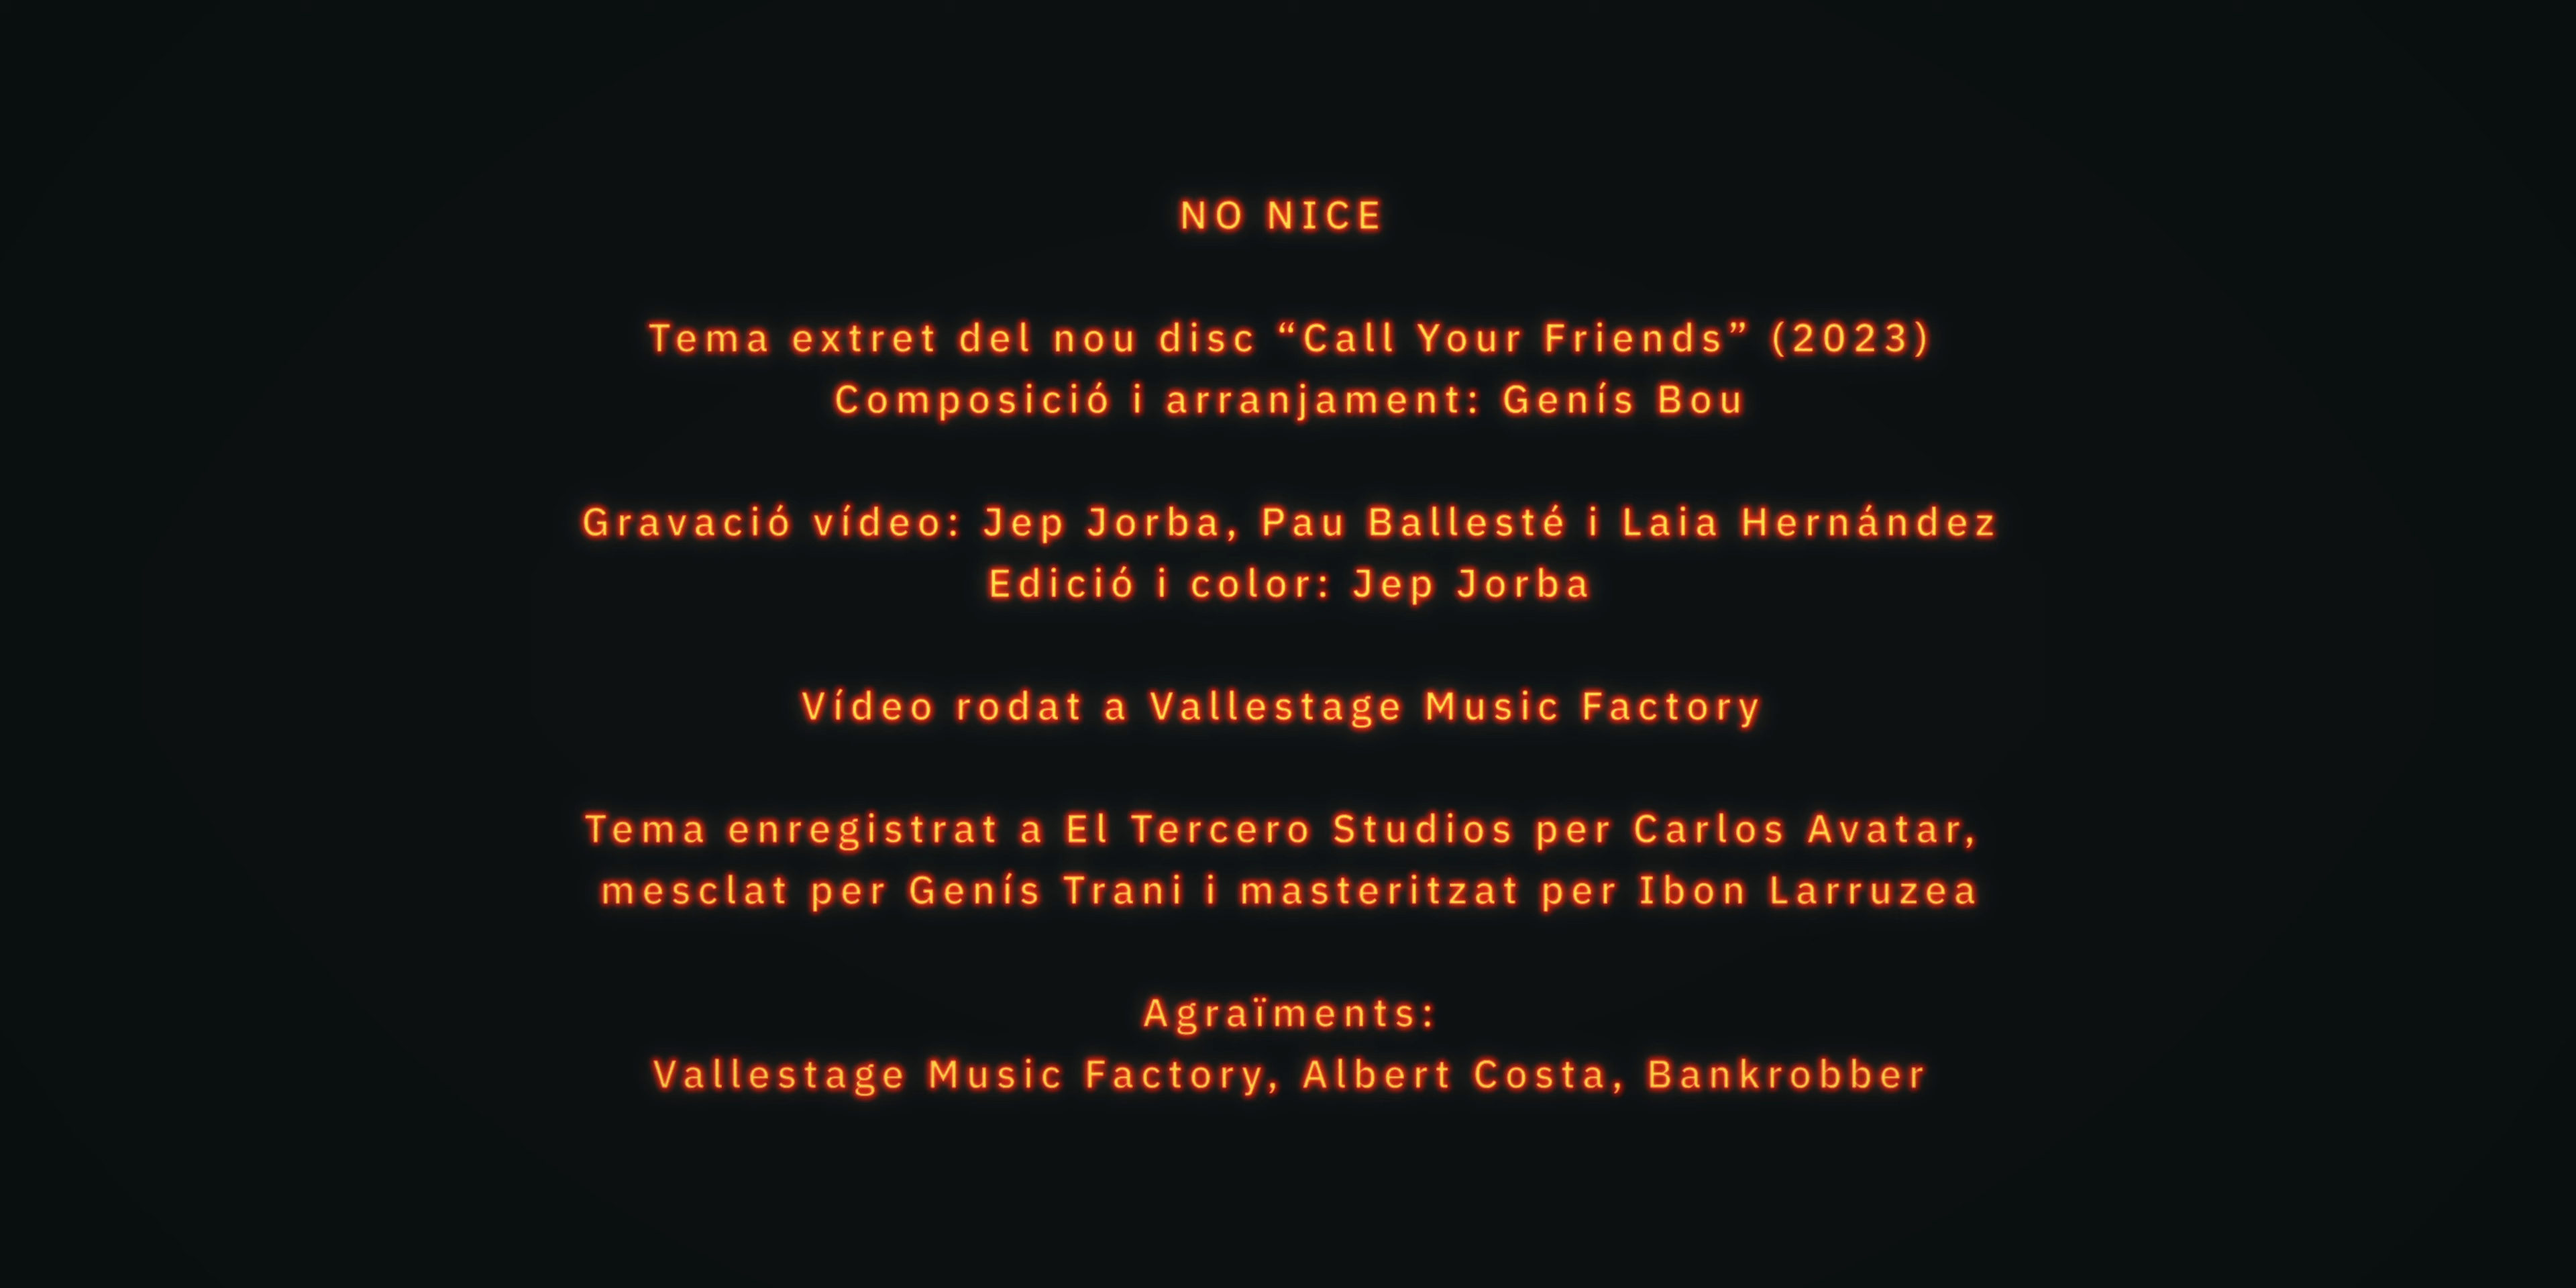 NO NICE
Tema extret del nou disc “Call Your Friends” (2023)
Composició i arranjament: Genís Bou
Gravació vídeo: Jep Jorba, Pau Ballesté i Laia Hernández
Edició i color: Jep Jorba
Vídeo rodat a Vallestage Music Factory
Tema enregistrat a El Tercero Studios per Carlos Avatar,
mesclat per Genís Trani i masteritzat per Ibon Larruzea
Agraïments:
Vallestage Music Factory, Albert Costa, Bankrobber